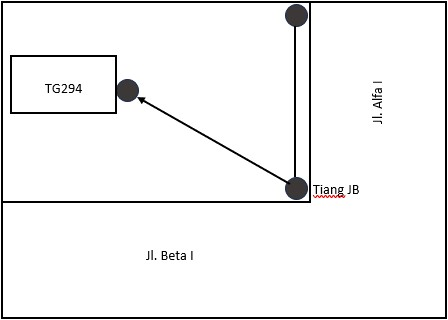 TG294
Jl. Alfa I
Tiang JB
Jl. Beta I